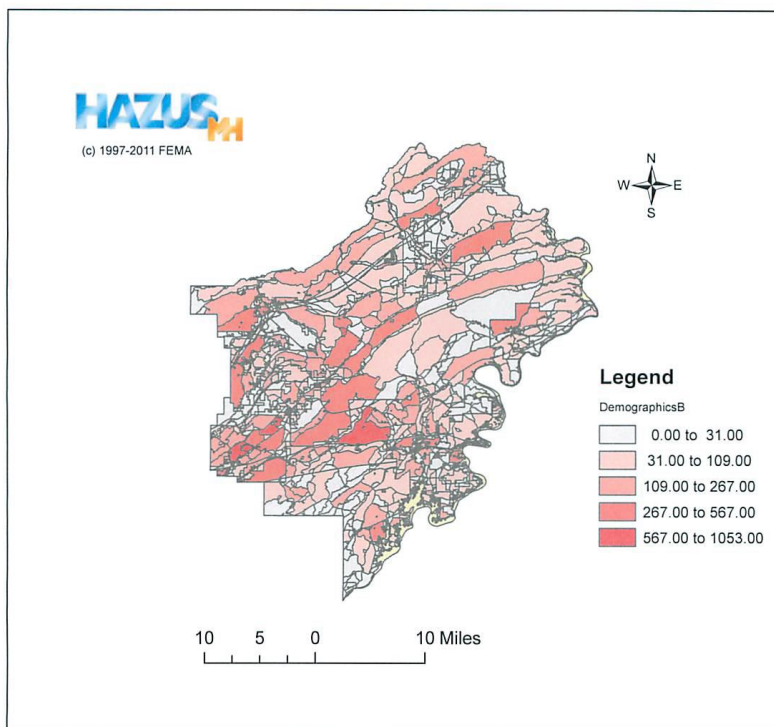 HAZUS MH
(c) 1997-2011 FEMA
N
W E
S
Legend
DemographicsB
0.00 to 31.00
31.00 to 109.00
109.00 to 267.00
267.00 to 567.00
567.00 to 1053.00
10 5 0 10 Miles